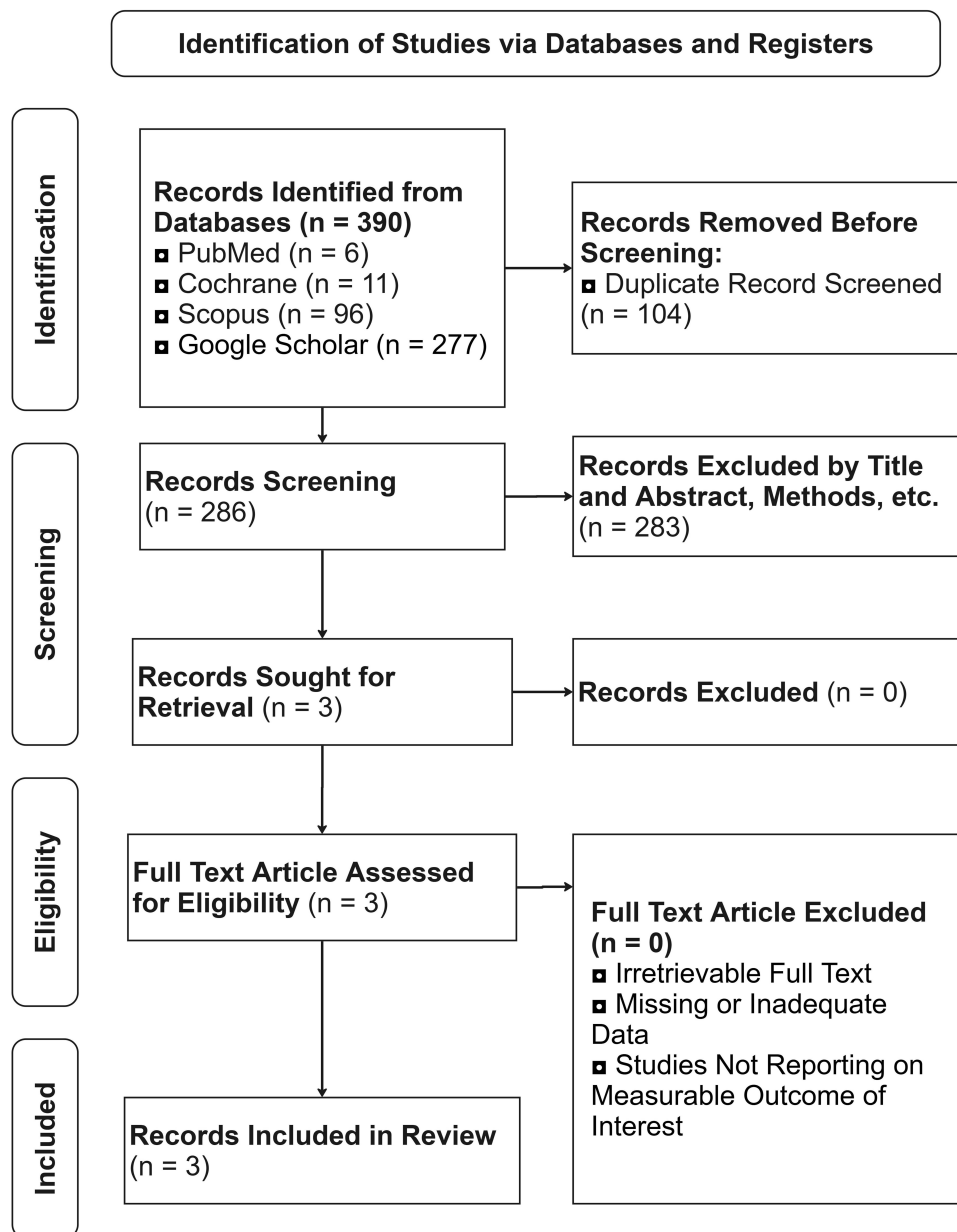 Identification of Studies via Databases and Registers
Identification
Records Identified from
Databases (n = 390)
◘ PubMed (n = 6)
◘ Cochrane (n = 11)
◘ Scopus (n = 96)
◘ Google Scholar (n = 277)
Records Removed Before
Screening:
◘ Duplicate Record Screened
(n = 104)
Screening
Records Screening
(n = 286)
Records Excluded by Title
and Abstract, Methods, etc.
(n = 283)
Records Sought for
Retrieval (n = 3)
Records Excluded (n = 0)
Eligibility
Full Text Article Assessed
for Eligibility (n = 3)
Full Text Article Excluded
(n = 0)
◘ Irretrievable Full Text
◘ Missing or Inadequate
Data
◘ Studies Not Reporting on
Measurable Outcome of
Interest
Included
Records Included in Review
(n = 3)